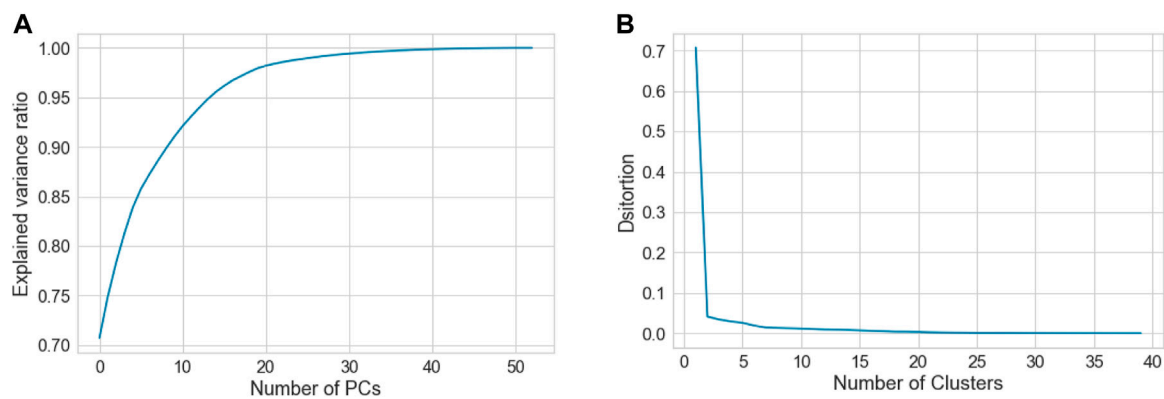 A
B
Explained variance ratio
1.00
0.95
0.90
0.85
0.80
0.75
0.70
0 10 20 30 40 50
Number of PCs
Dsitortion
0.7
0.6
0.5
0.4
0.3
0.2
0.1
0.0
0 5 10 15 20 25 30 35 40
Number of Clusters